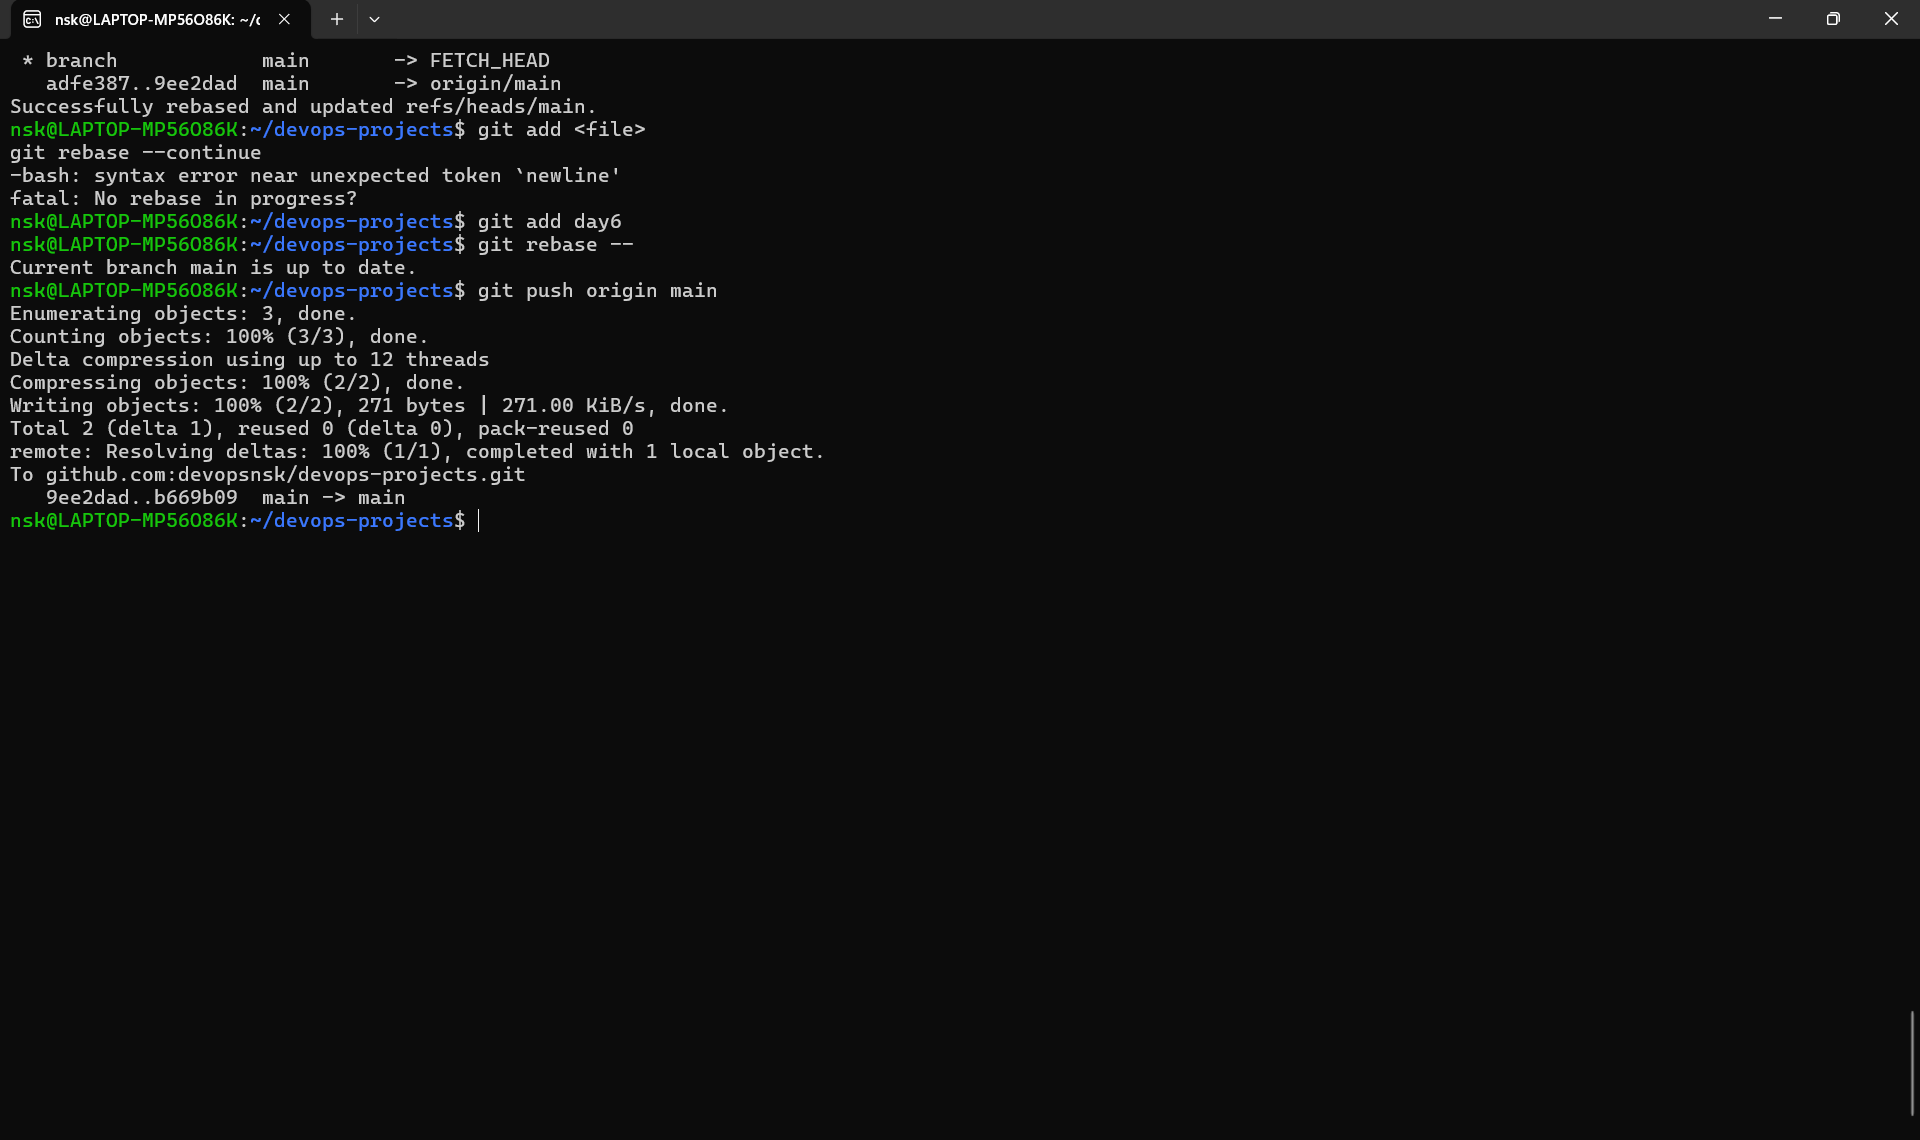 nsk@LAPTOP-MP56O86K: ~/c
 * branch            main       -> FETCH_HEAD
   adfe387..9ee2dad  main       -> origin/main
Successfully rebased and updated refs/heads/main.
nsk@LAPTOP-MP56O86K:~/devops-projects$ git add <file>
git rebase --continue
-bash: syntax error near unexpected token `newline'
fatal: No rebase in progress?
nsk@LAPTOP-MP56O86K:~/devops-projects$ git add day6
nsk@LAPTOP-MP56O86K:~/devops-projects$ git rebase --
Current branch main is up to date.
nsk@LAPTOP-MP56O86K:~/devops-projects$ git push origin main
Enumerating objects: 3, done.
Counting objects: 100% (3/3), done.
Delta compression using up to 12 threads
Compressing objects: 100% (2/2), done.
Writing objects: 100% (2/2), 271 bytes | 271.00 KiB/s, done.
Total 2 (delta 1), reused 0 (delta 0), pack-reused 0
remote: Resolving deltas: 100% (1/1), completed with 1 local object.
To github.com:devopsnsk/devops-projects.git
   9ee2dad..b669b09  main -> main
nsk@LAPTOP-MP56O86K:~/devops-projects$